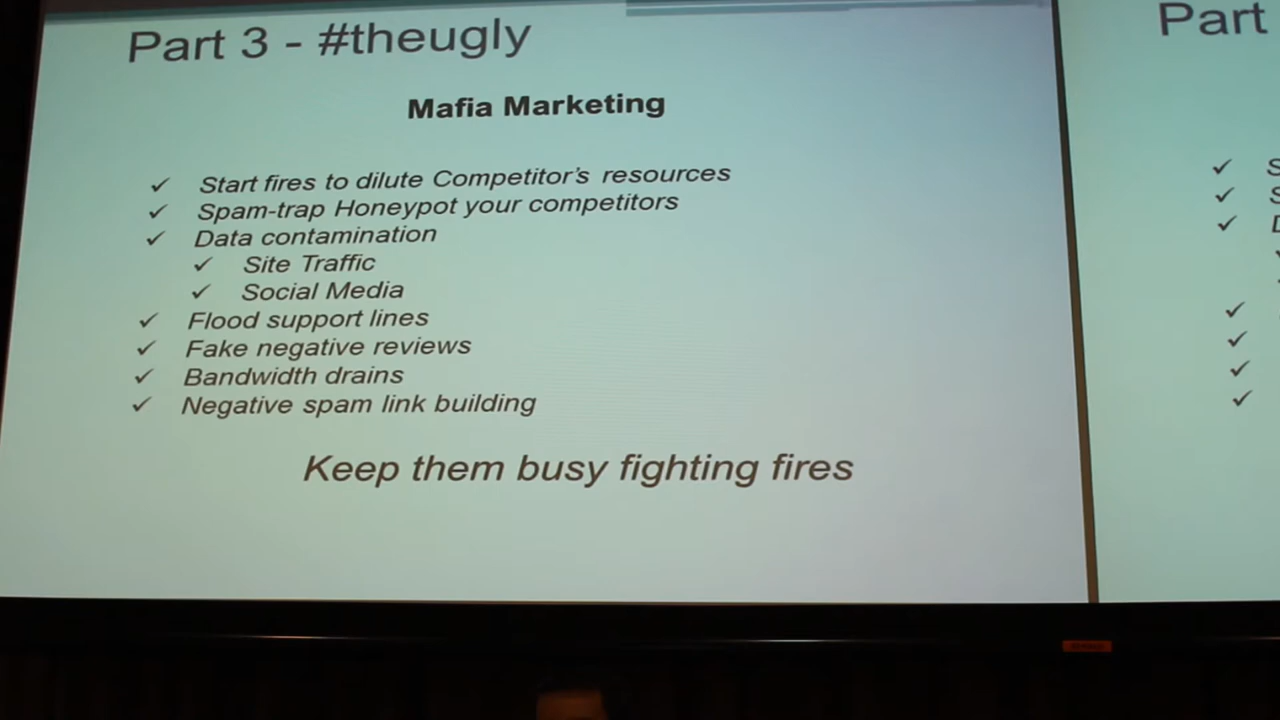 Part 3 - #theugly
Mafia Marketing
✓ Start fires to dilute Competitor's resources
✓ Spam-trap Honeypot your competitors
✓ Data contamination
✓ Site Traffic
✓ Social Media
✓ Flood support lines
✓ Fake negative reviews
✓ Bandwidth drains
✓ Negative spam link building
Keep them busy fighting fires
Part